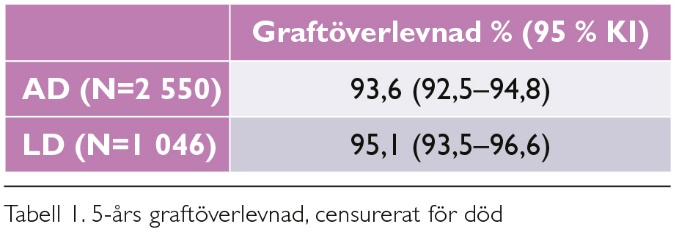 Graftöverlevnad % (95 % KI)
AD (N=2 550) 93,6 (92,5–94,8)
LD (N=1 046) 95,1 (93,5–96,6)
Tabell 1. 5-års graftöverlevnad, censurerat för död